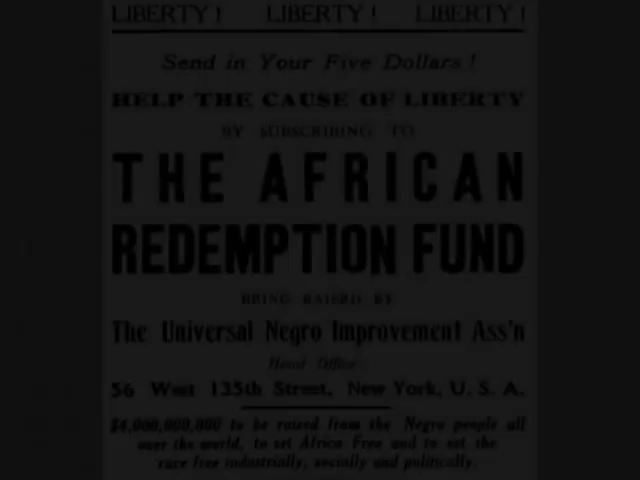 LIBERTY ! LIBERTY ! LIBERTY !
Send in Your Five Dollars !
HELP THE CAUSE OF LIBERTY
BY SUBSCRIBING TO
THE AFRICAN
REDEMPTION FUND
BEING RAISED BY
The Universal Negro Improvement Ass'n
Head Office
56 West 135th Street, New York, U. S. A.
$4,000,000,000 to be raised from the Negro people all
over the world, to set Africa Free and to set the
race free industrially, socially and politically.